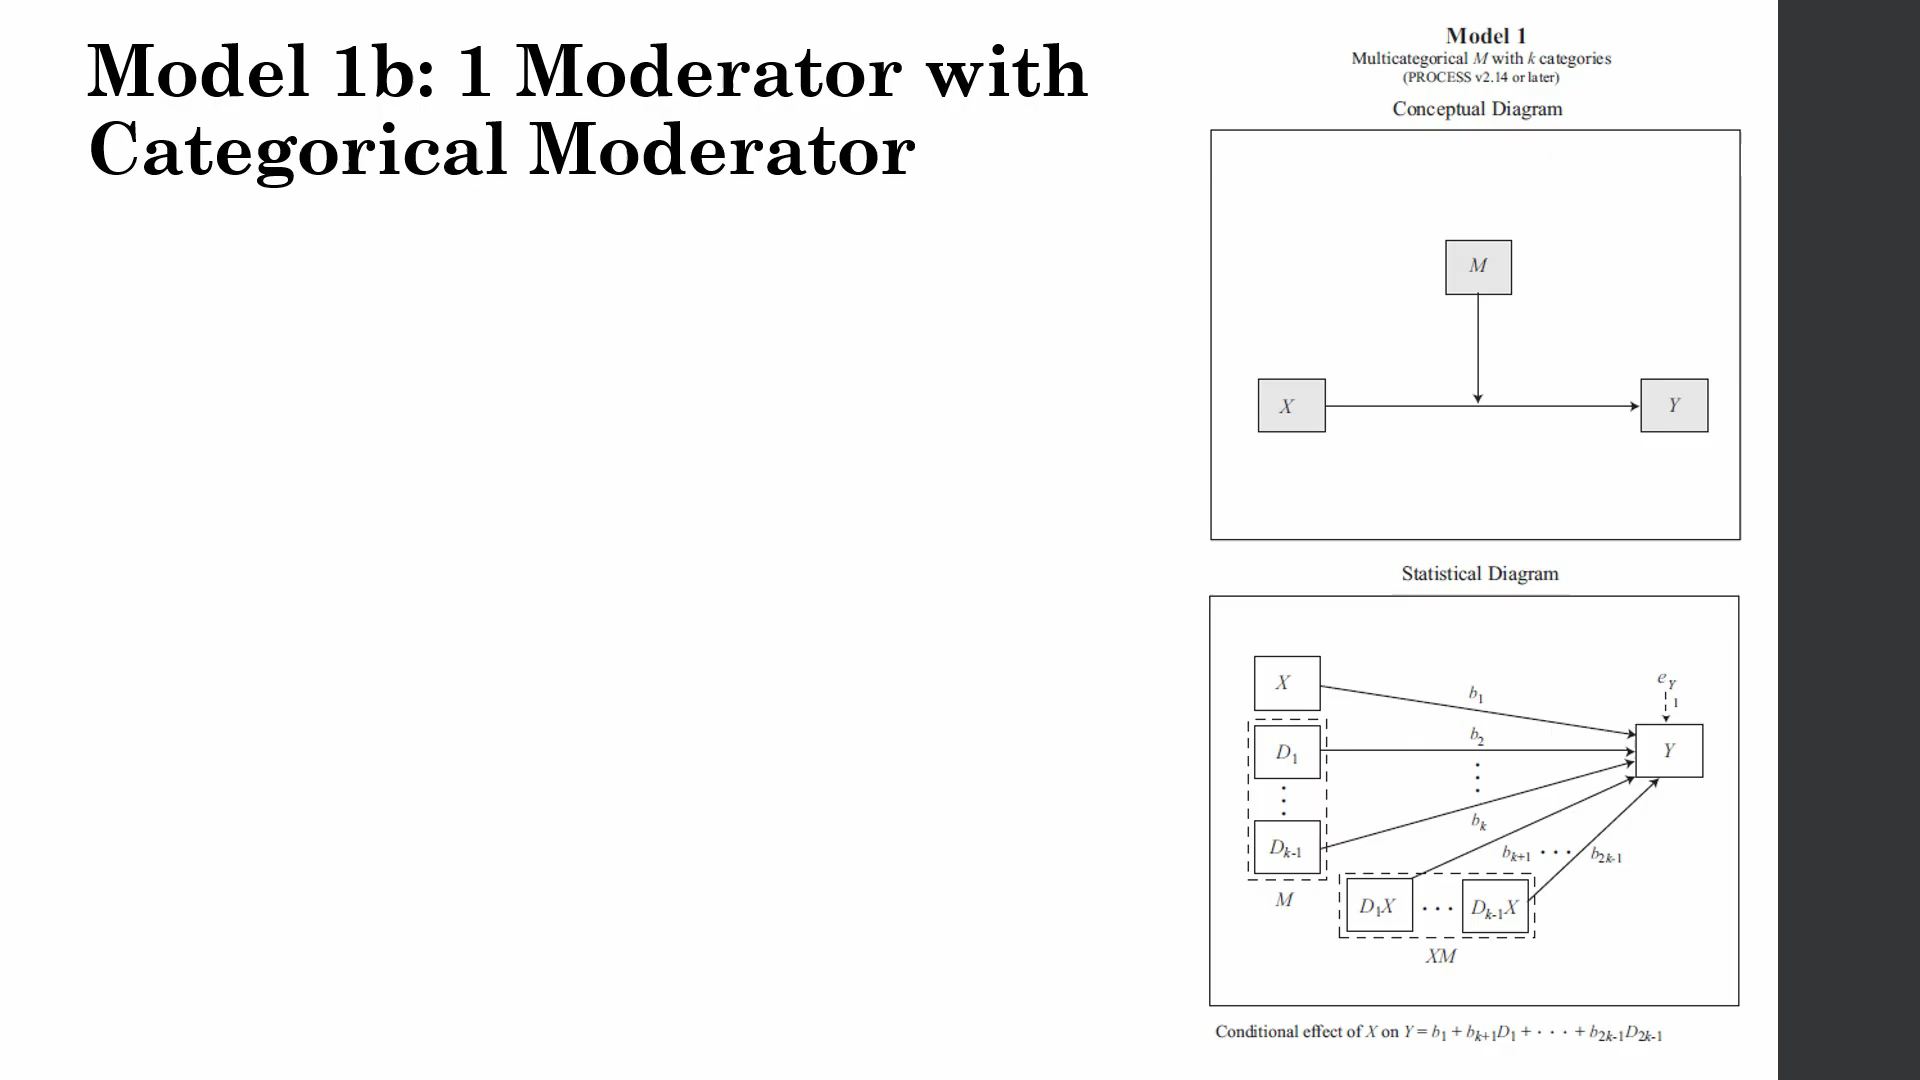 Model 1b: 1 Moderator with
Categorical Moderator
Model 1
Multicategorical M with k categories
(PROCESS v2.14 or later)
Conceptual Diagram
M
X
Y
Statistical Diagram
X
b1
eY
1
D1
b2
Y
Dk-1
bk
bk+1 · · · b2k-1
M
D1X · · · Dk-1X
XM
Conditional effect of X on Y = b1 + bk+1D1 + · · · + b2k-1D2k-1